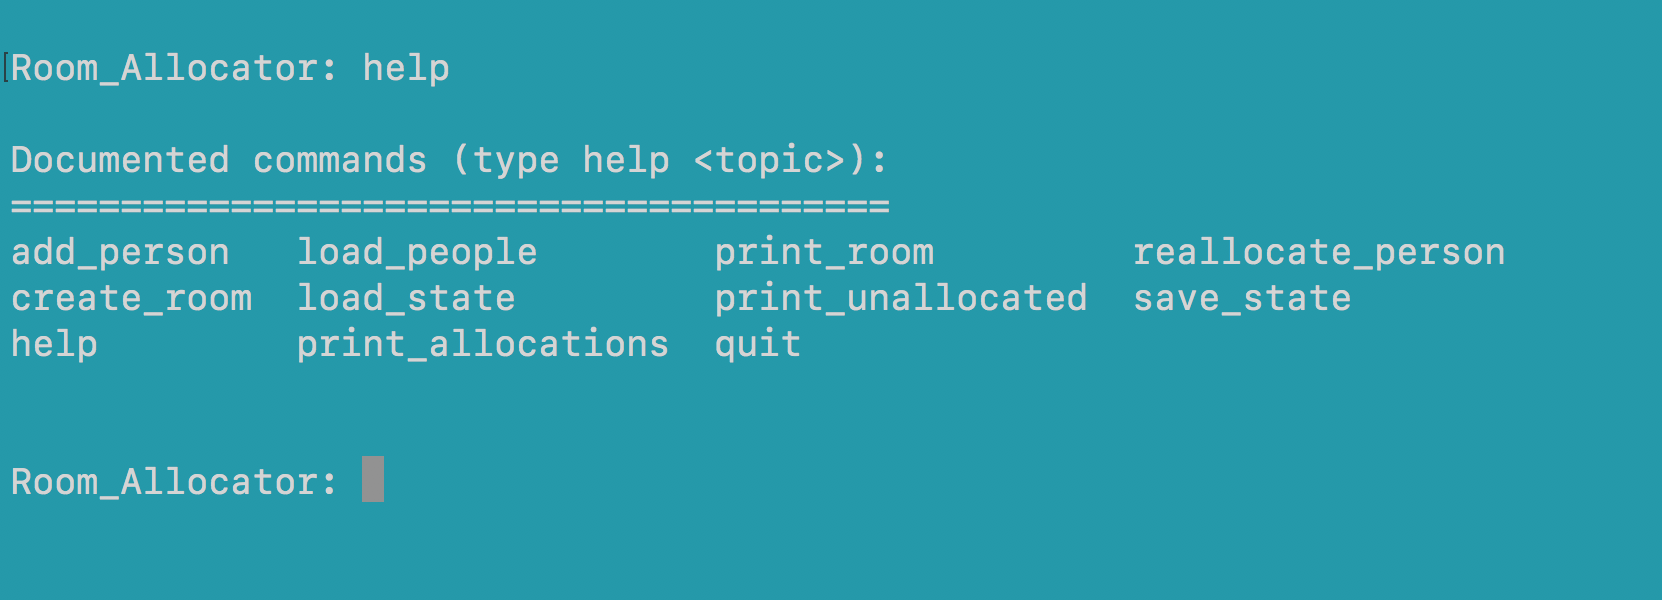 Room_Allocator: help
Documented commands (type help <topic>):
========================================
add_person   load_people        print_room         reallocate_person
create_room  load_state         print_unallocated  save_state
help         print_allocations  quit
Room_Allocator: